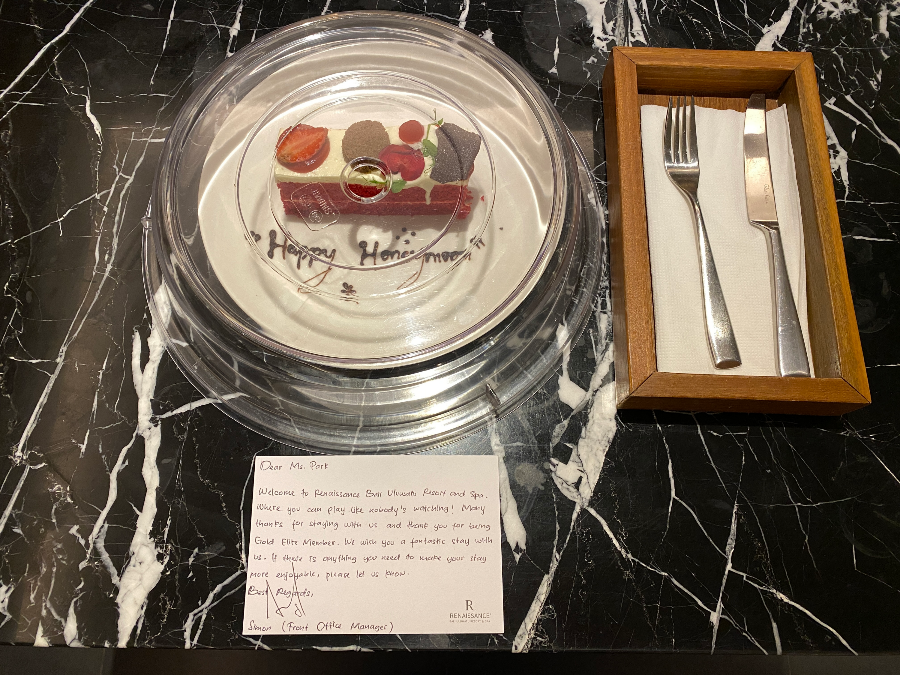 "Happy Honeymoon"
Dear Ms. Park
Welcome to Renaissance Bali Uluwatu Resort and Spa.
Where you can play like nobody's watching! Many
thanks for staying with us and thank you for being
Gold Elite Member. We wish you a fantastic stay with
us. If there is anything you need to make your stay
more enjoyable, please let us know.
Best Regards,
Simon (Front Office Manager)
R
RENAISSANCE